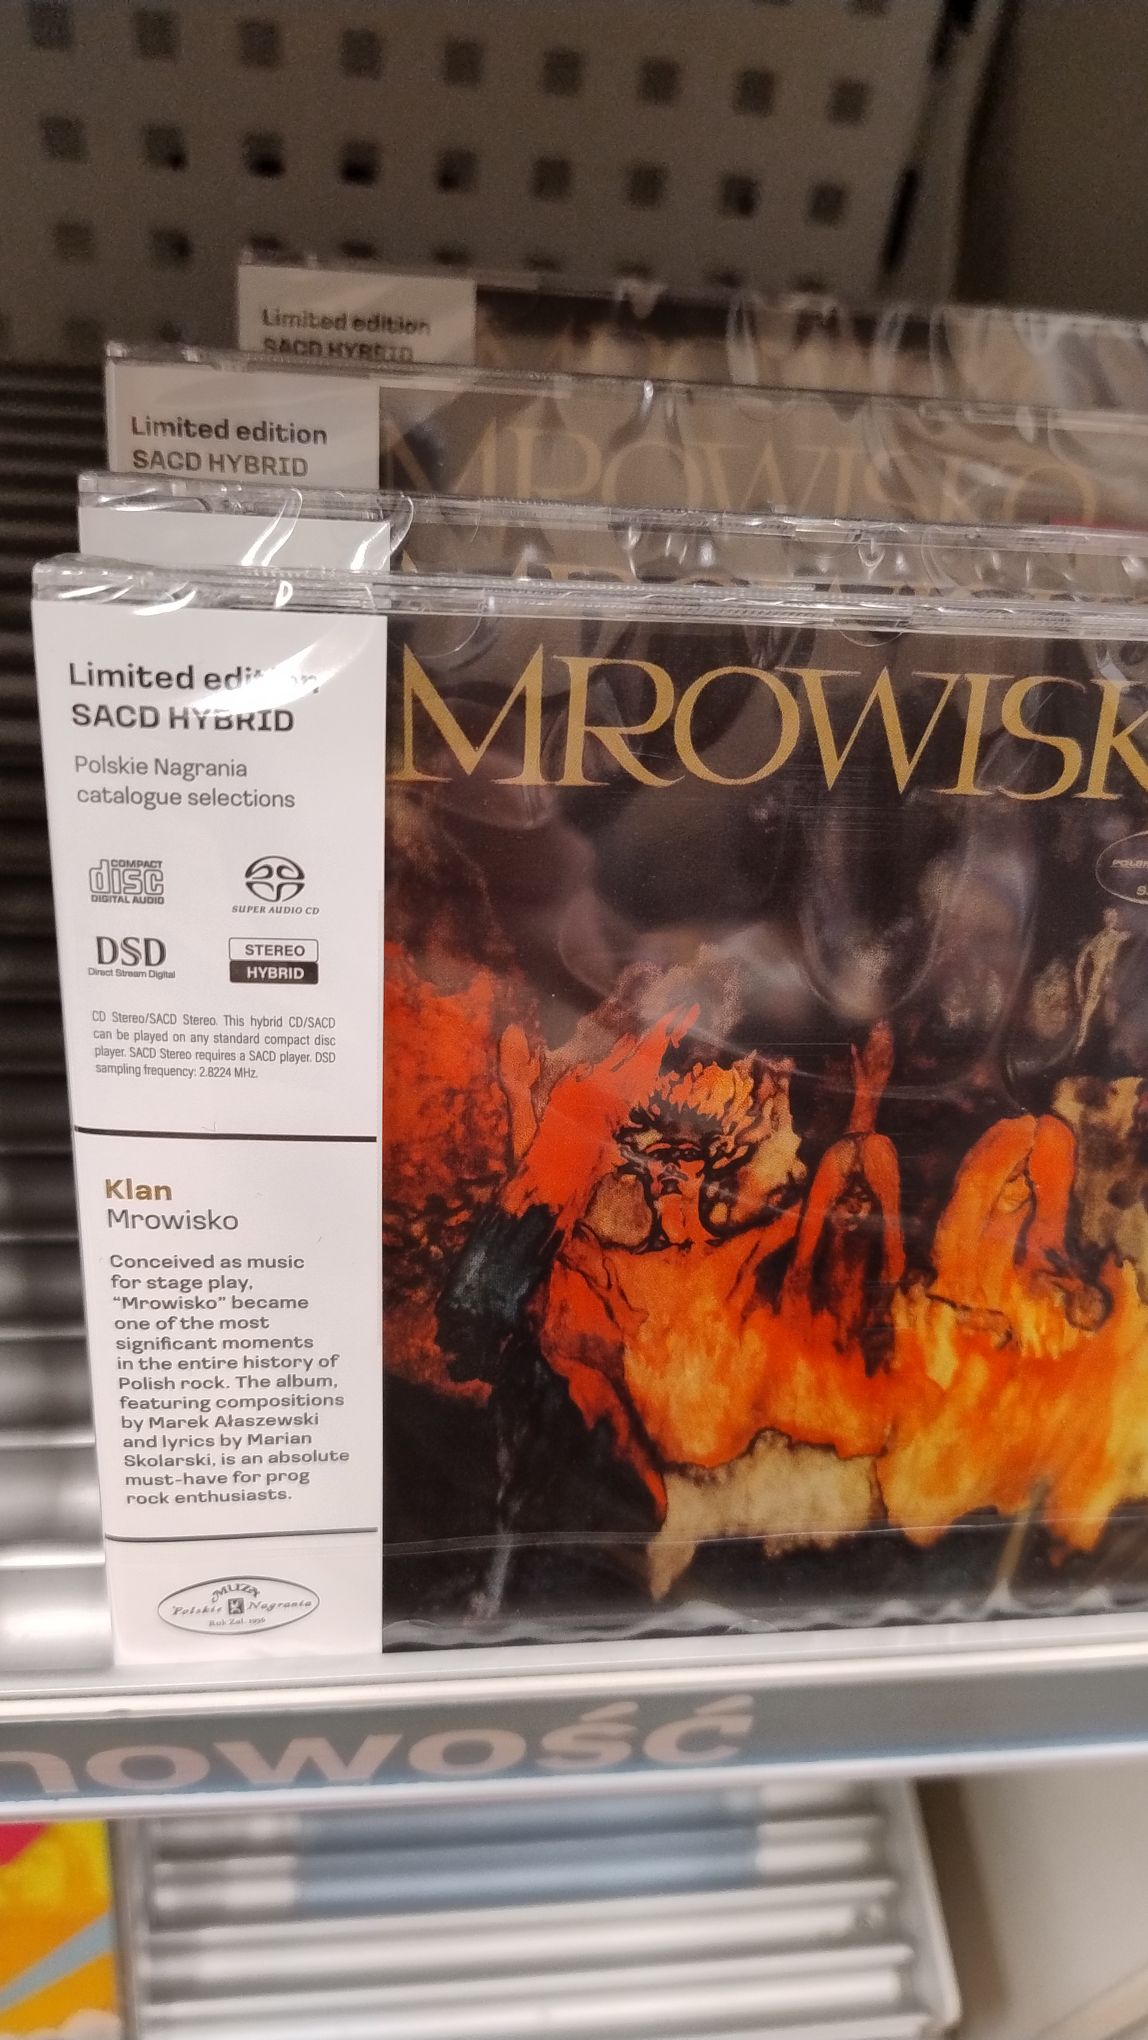 Limited edition
SACD HYBRID
Limited edition
SACD HYBRID
MROWISKO
Limited edition
SACD HYBRID
Polskie Nagrania
catalogue selections
COMPACT
disc
DIGITAL AUDIO
SUPER AUDIO CD
DSD
Direct Stream Digital
STEREO
HYBRID
CD Stereo/SACD Stereo. This hybrid CD/SACD
can be played on any standard compact disc
player. SACD Stereo requires a SACD player. DSD
sampling frequency: 2.8224 MHz.
Klan
Mrowisko
Conceived as music
for stage play,
“Mrowisko” became
one of the most
significant moments
in the entire history of
Polish rock. The album,
featuring compositions
by Marek Ałaszewski
and lyrics by Marian
Skolarski, is an absolute
must-have for prog
rock enthusiasts.
MUZA
Polskie Nagrania
Rok Zał. 1956
MROWISK
nowość